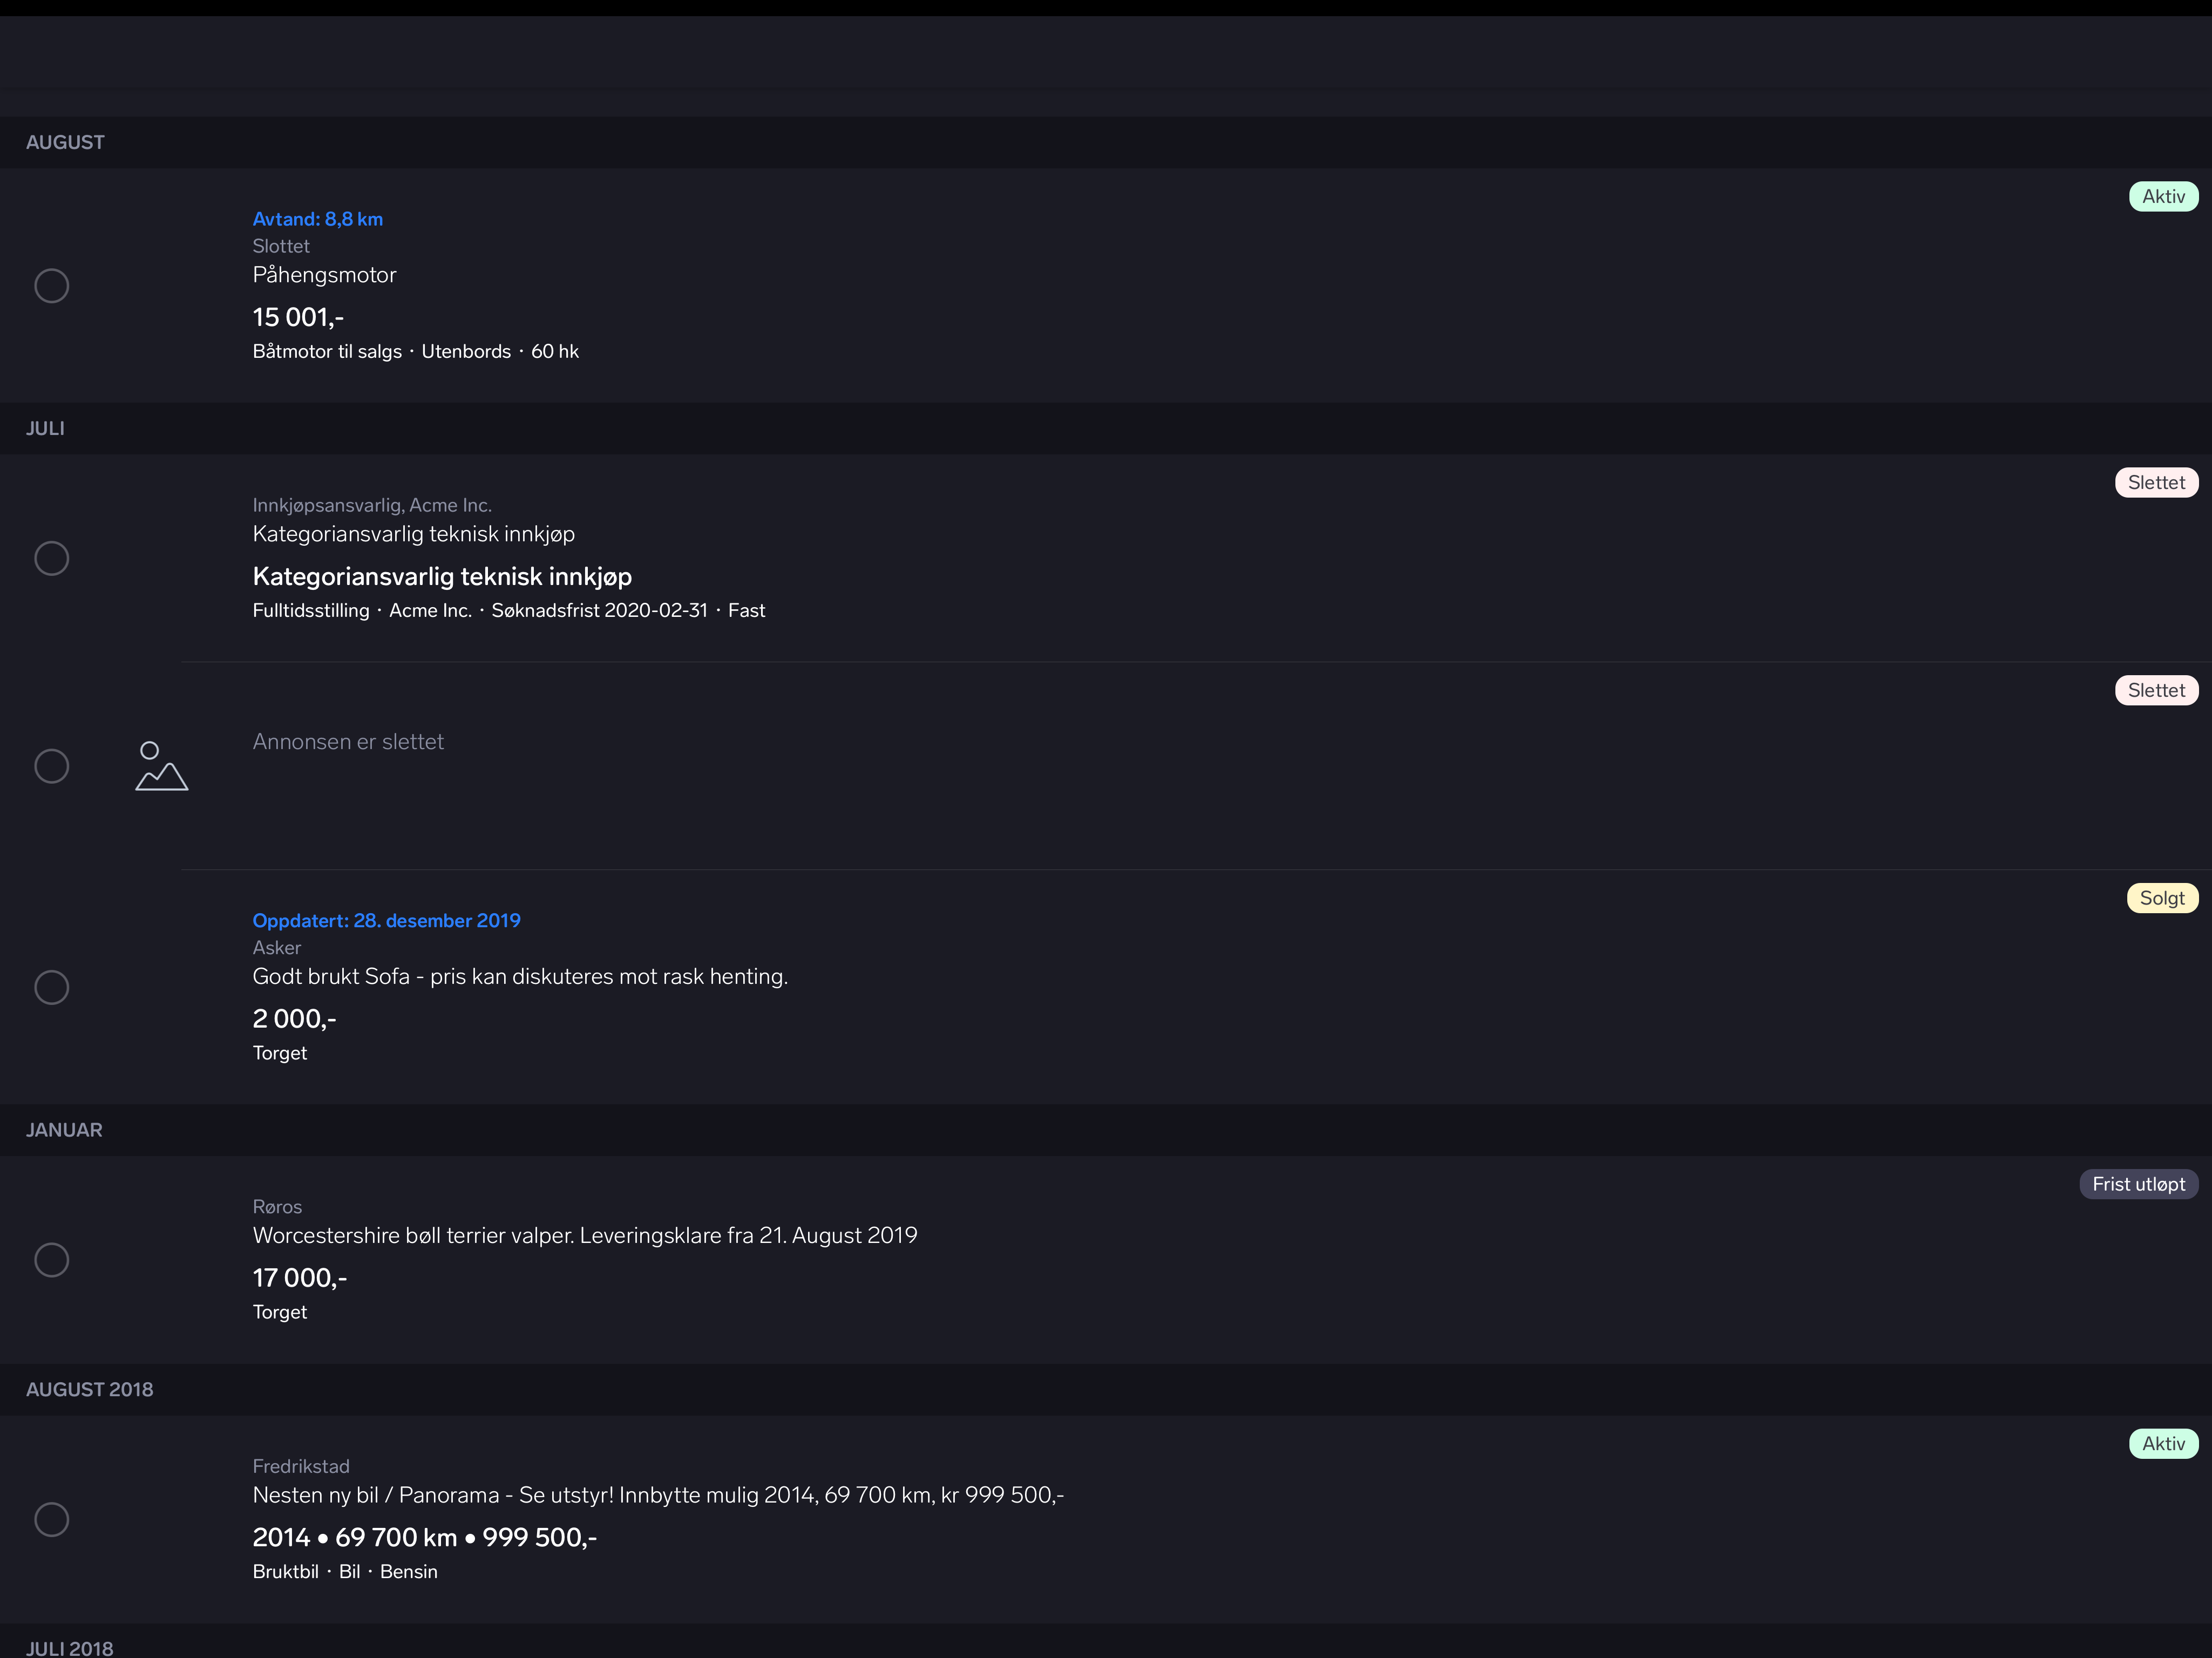 AUGUST
Aktiv
Avtand: 8,8 km
Slottet
Påhengsmotor
15 001,-
Båtmotor til salgs · Utenbords · 60 hk
JULI
Slettet
Innkjøpsansvarlig, Acme Inc.
Kategoriansvarlig teknisk innkjøp
Kategoriansvarlig teknisk innkjøp
Fulltidsstilling · Acme Inc. · Søknadsfrist 2020-02-31 · Fast
Slettet
Annonsen er slettet
Solgt
Oppdatert: 28. desember 2019
Asker
Godt brukt Sofa - pris kan diskuteres mot rask henting.
2 000,-
Torget
JANUAR
Frist utløpt
Røros
Worcestershire bøll terrier valper. Leveringsklare fra 21. August 2019
17 000,-
Torget
AUGUST 2018
Aktiv
Fredrikstad
Nesten ny bil / Panorama - Se utstyr! Innbytte mulig 2014, 69 700 km, kr 999 500,-
2014 • 69 700 km • 999 500,-
Bruktbil · Bil · Bensin
JULI 2018